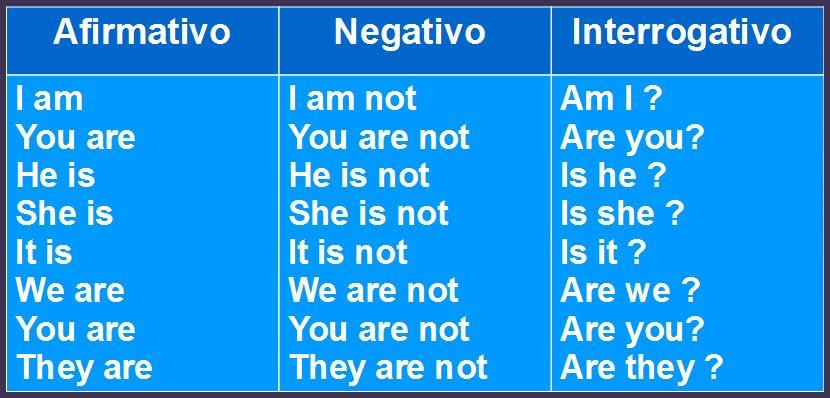 Afirmativo Negativo Interrogativo
I am I am not Am I ?
You are You are not Are you?
He is He is not Is he ?
She is She is not Is she ?
It is It is not Is it ?
We are We are not Are we ?
You are You are not Are you?
They are They are not Are they ?